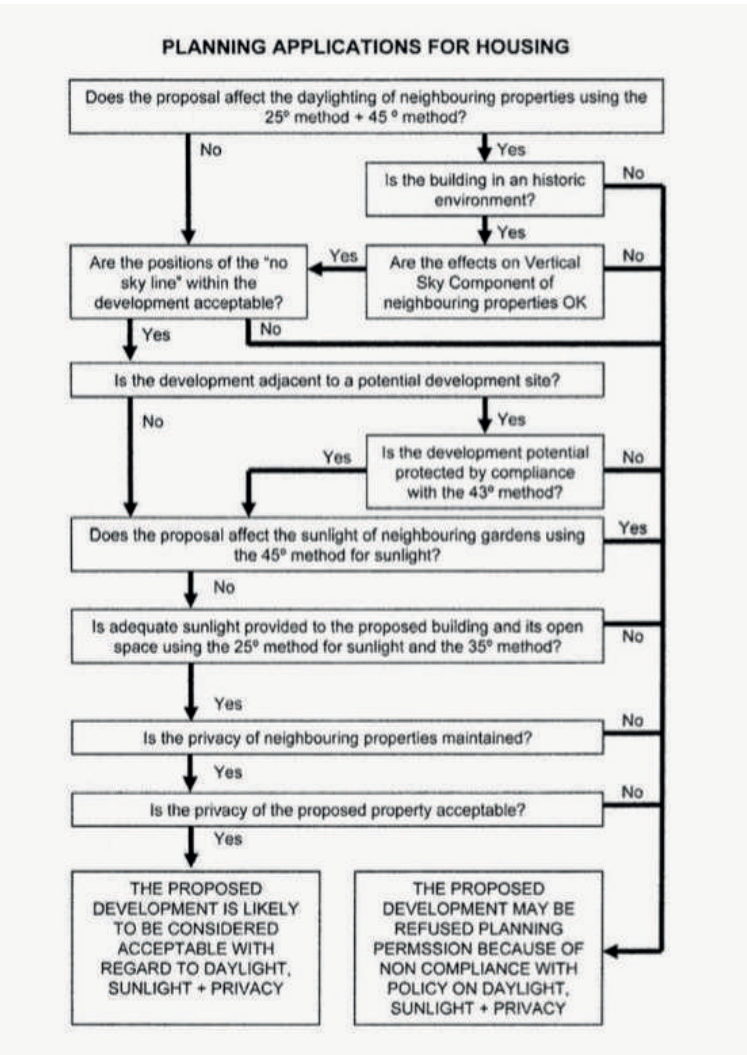 PLANNING APPLICATIONS FOR HOUSING
Does the proposal affect the daylighting of neighbouring properties using the
25º method + 45 º method?
No
Yes
Is the building in an historic
environment?
No
Yes
Are the positions of the "no
sky line" within the
development acceptable?
Yes
Are the effects on Vertical
Sky Component of
neighbouring properties OK
No
Yes
No
Is the development adjacent to a potential development site?
No
Yes
Yes
Is the development potential
protected by compliance
with the 43º method?
No
Does the proposal affect the sunlight of neighbouring gardens using
the 45º method for sunlight?
Yes
No
Is adequate sunlight provided to the proposed building and its open
space using the 25º method for sunlight and the 35º method?
No
Yes
Is the privacy of neighbouring properties maintained?
No
Yes
Is the privacy of the proposed property acceptable?
No
Yes
THE PROPOSED
DEVELOPMENT IS LIKELY
TO BE CONSIDERED
ACCEPTABLE WITH
REGARD TO DAYLIGHT,
SUNLIGHT + PRIVACY
THE PROPOSED
DEVELOPMENT MAY BE
REFUSED PLANNING
PERMSSION BECAUSE OF
NON COMPLIANCE WITH
POLICY ON DAYLIGHT,
SUNLIGHT + PRIVACY